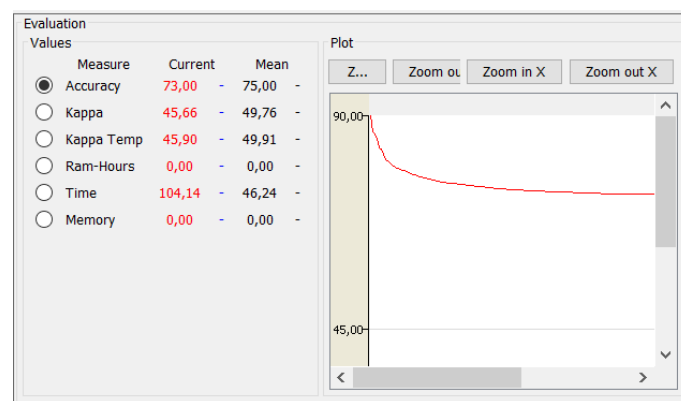 Evaluation
Values
Measure Current Mean
Accuracy 73,00 - 75,00 -
Kappa 45,66 - 49,76 -
Kappa Temp 45,90 - 49,91 -
Ram-Hours 0,00 - 0,00 -
Time 104,14 - 46,24 -
Memory 0,00 - 0,00 -
Plot
Z... Zoom ou Zoom in X Zoom out X
90,00
45,00